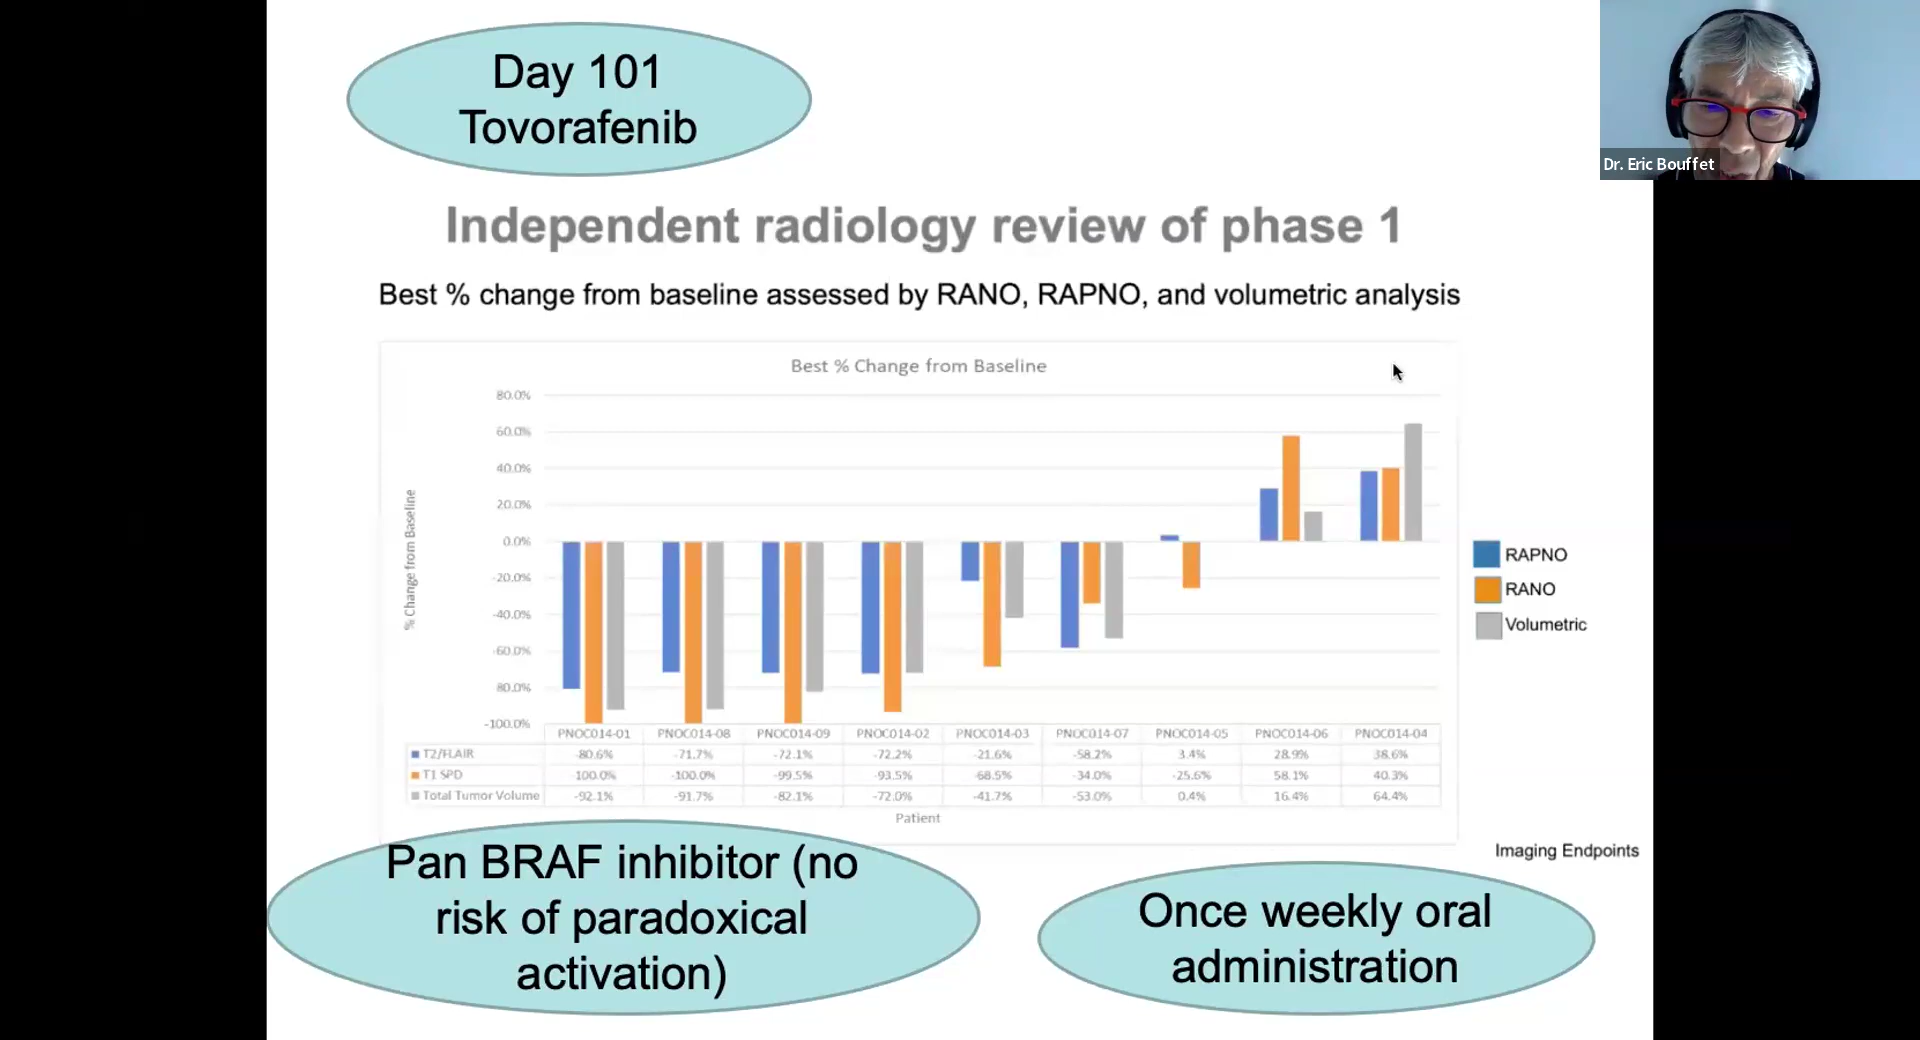 Day 101
Tovorafenib
Dr. Eric Bouffet
Independent radiology review of phase 1
Best % change from baseline assessed by RANO, RAPNO, and volumetric analysis
Best % Change from Baseline
% Change from Baseline
80.0%
60.0%
40.0%
20.0%
0.0%
-20.0%
-40.0%
-60.0%
80.0%
-100.0%
RAPNO
RANO
Volumetric
PNOC014-01 PNOC014-08 PNOC014-09 PNOC014-02 PNOC014-03 PNOC014-07 PNOC014-05 PNOC014-06 PNOC014-04
T2/FLAIR -80.6% -71.7% -72.1% -72.2% -21.6% -58.2% 3.4% 28.9% 38.6%
T1 SPD 100.0% -100.0% -99.5% -93.5% -68.5% -34.0% -25.6% 58.1% 40.3%
Total Tumor Volume -92.1% -91.7% -82.1% -72.0% -41.7% -53.0% 0.4% 16.4% 64.4%
Patient
Imaging Endpoints
Pan BRAF inhibitor (no
risk of paradoxical
activation)
Once weekly oral
administration